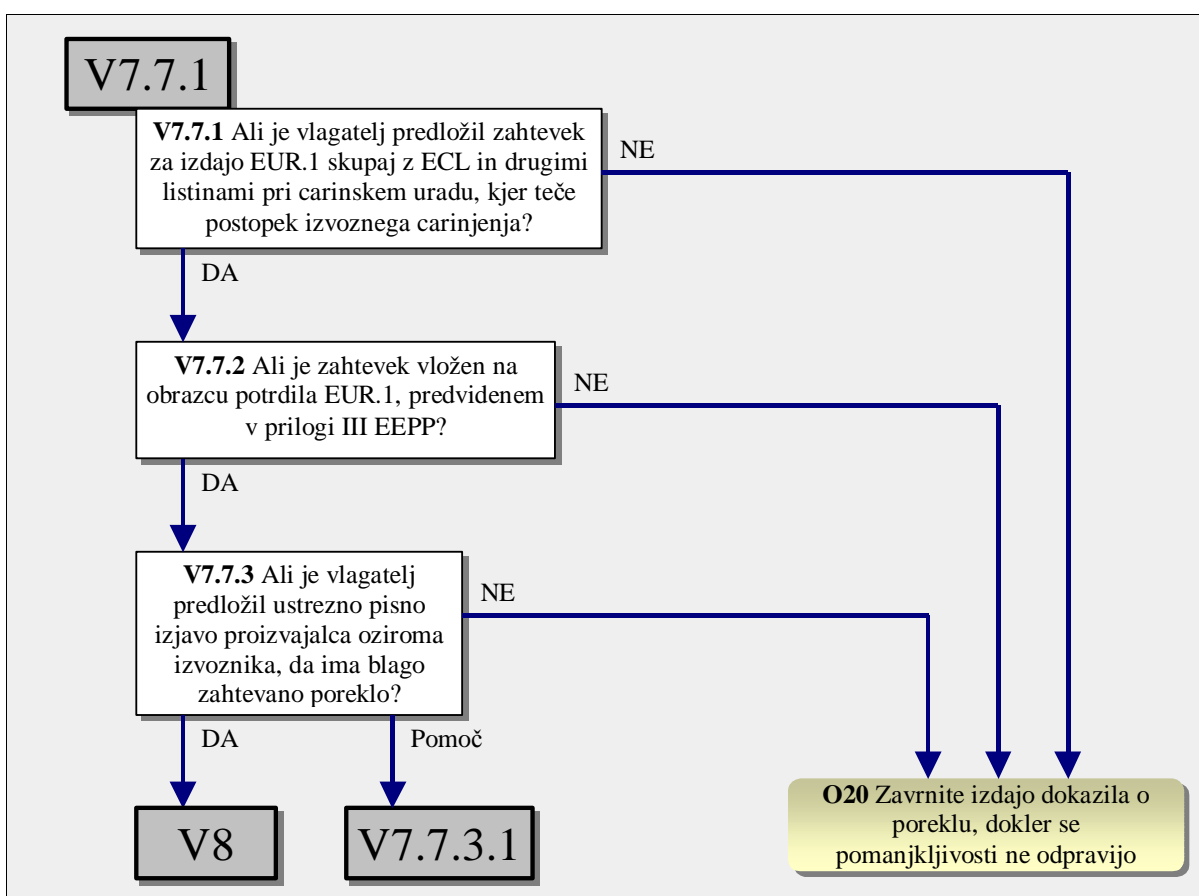 V7.7.1
V7.7.1 Ali je vlagatelj predložil zahtevek
za izdajo EUR.1 skupaj z ECL in drugimi
listinami pri carinskem uradu, kjer teče
postopek izvoznega carinjenja?
NE
DA
V7.7.2 Ali je zahtevek vložen na
obrazcu potrdila EUR.1, predvidenem
v prilogi III EEPP?
NE
DA
V7.7.3 Ali je vlagatelj
predložil ustrezno pisno
izjavo proizvajalca oziroma
izvoznika, da ima blago
zahtevano poreklo?
NE
DA
Pomoč
V8
V7.7.3.1
O20 Zavrnite izdajo dokazila o
poreklu, dokler se
pomanjkljivosti ne odpravijo